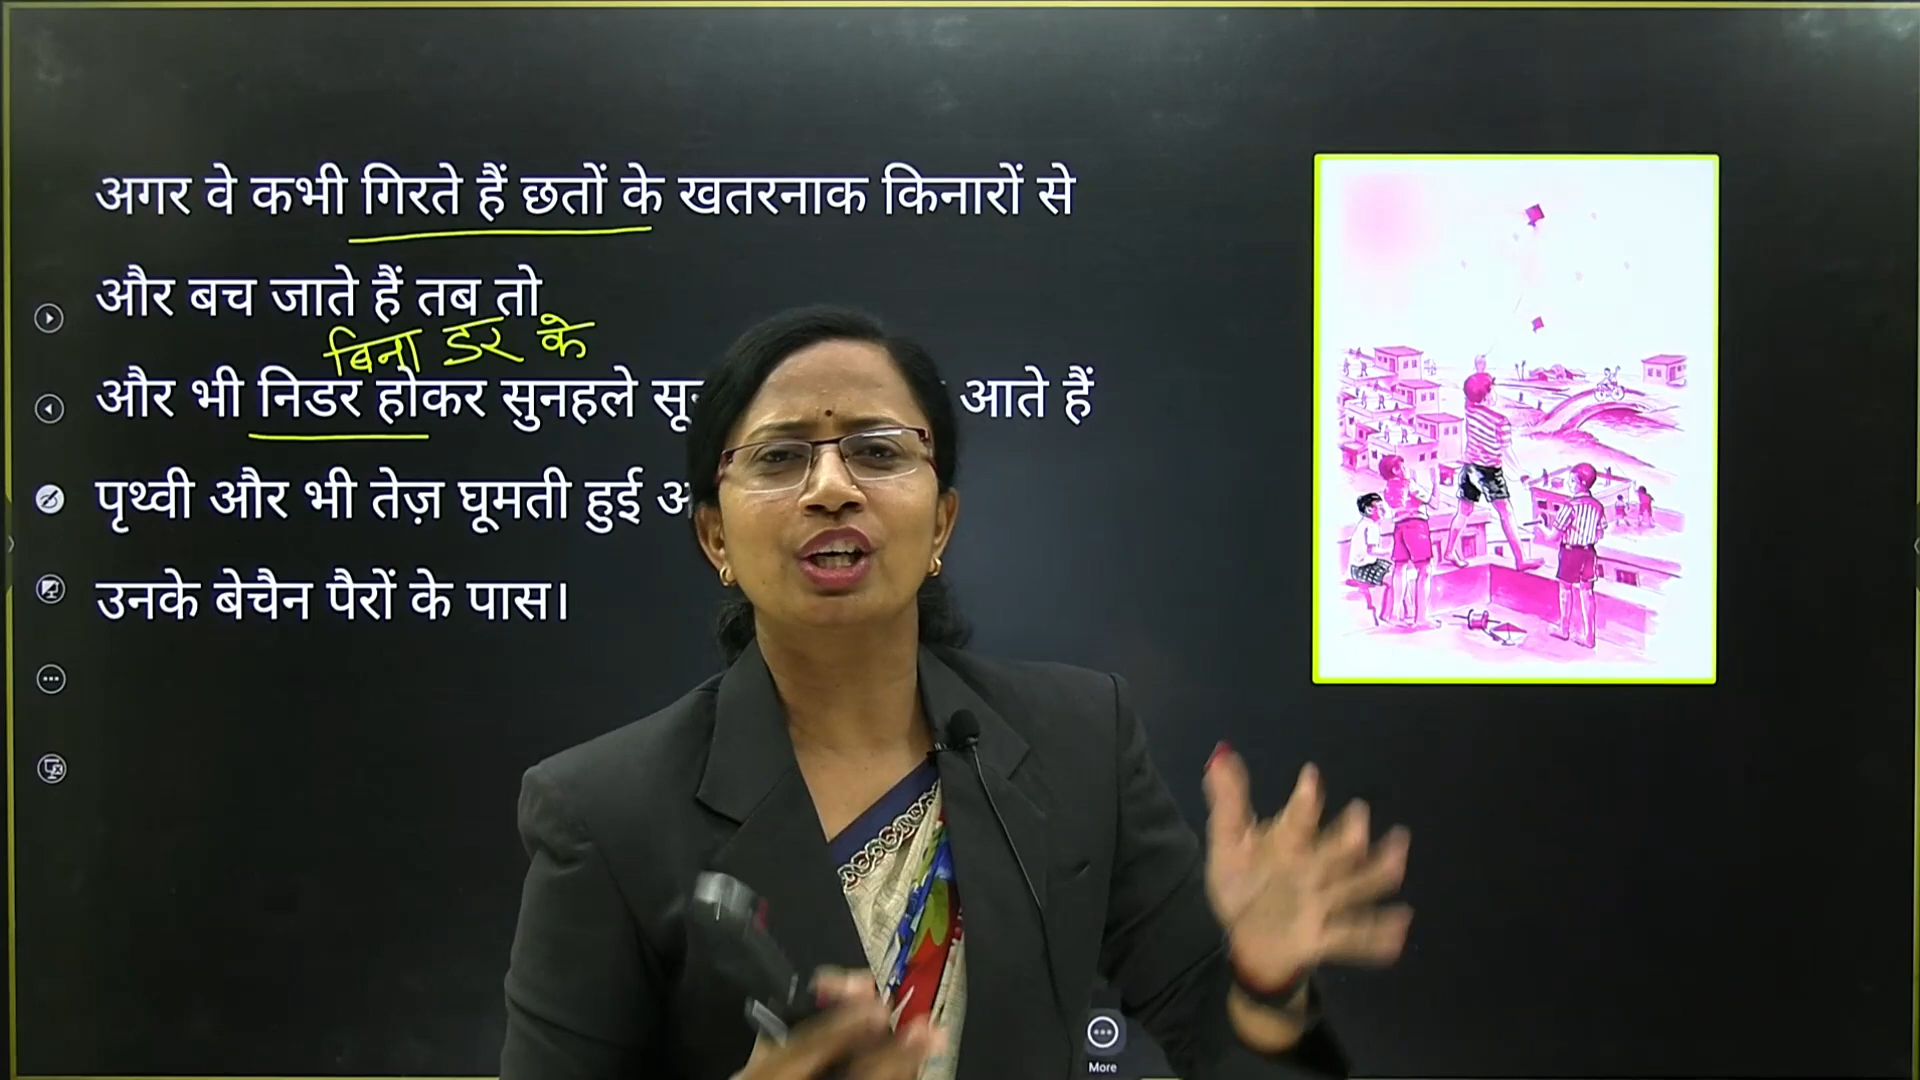 अगर वे कभी गिरते हैं छतों के खतरनाक किनारों से
और बच जाते हैं तब तो
बिना डर के
और भी निडर होकर सुनहले आते हैं
पृथ्वी और भी तेज़ घूमती हुई
उनके बेचैन पैरों के पास।
More